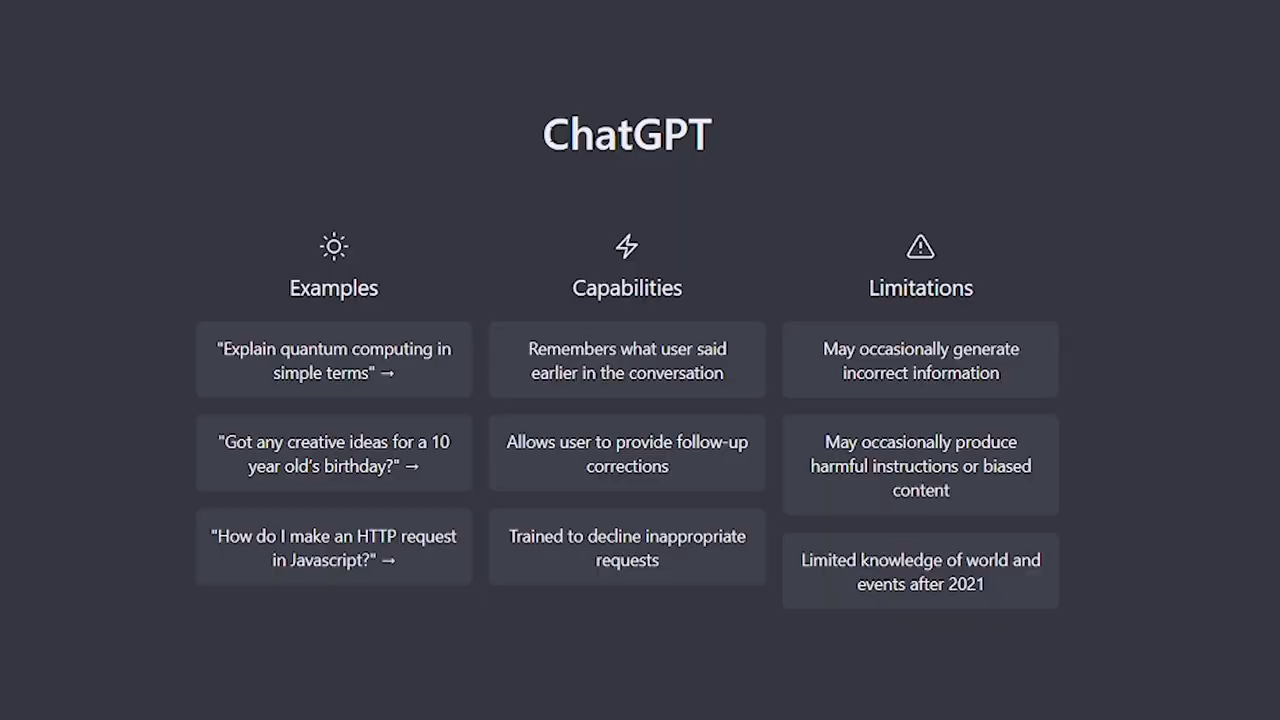 ChatGPT
Examples
"Explain quantum computing in
simple terms" →
"Got any creative ideas for a 10
year old's birthday?" →
"How do I make an HTTP request
in Javascript?" →
Capabilities
Remembers what user said
earlier in the conversation
Allows user to provide follow-up
corrections
Trained to decline inappropriate
requests
Limitations
May occasionally generate
incorrect information
May occasionally produce
harmful instructions or biased
content
Limited knowledge of world and
events after 2021